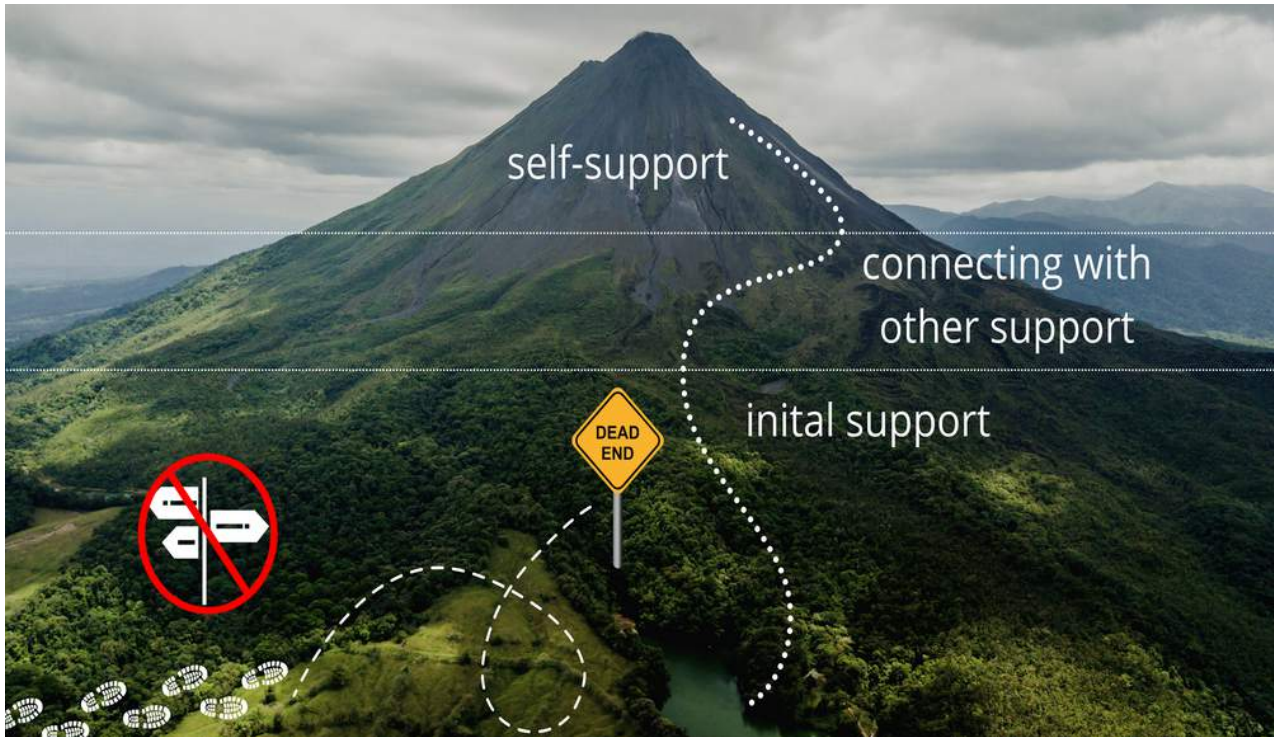 self-support
connecting with
other support
inital support
DEAD
END